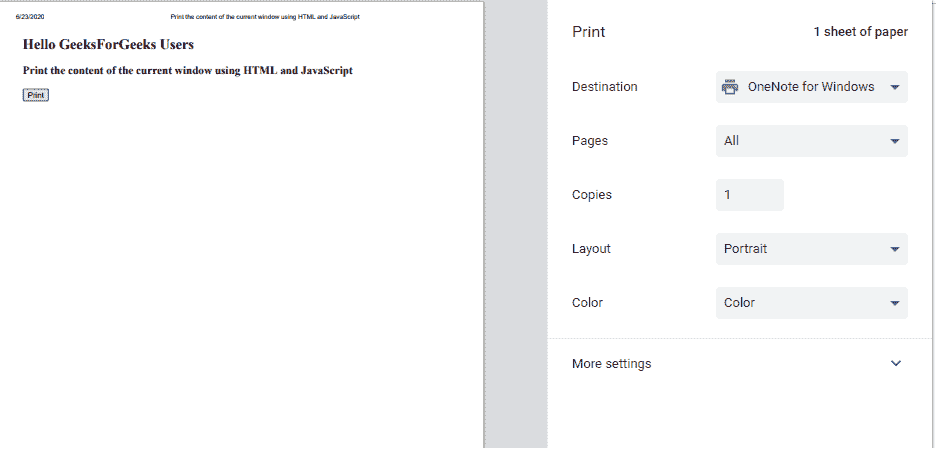 6/23/2020 Print the content of the current window using HTML and JavaScript
Hello GeeksForGeeks Users
Print the content of the current window using HTML and JavaScript
Print
Print 1 sheet of paper
Destination OneNote for Windows
Pages All
Copies 1
Layout Portrait
Color Color
More settings